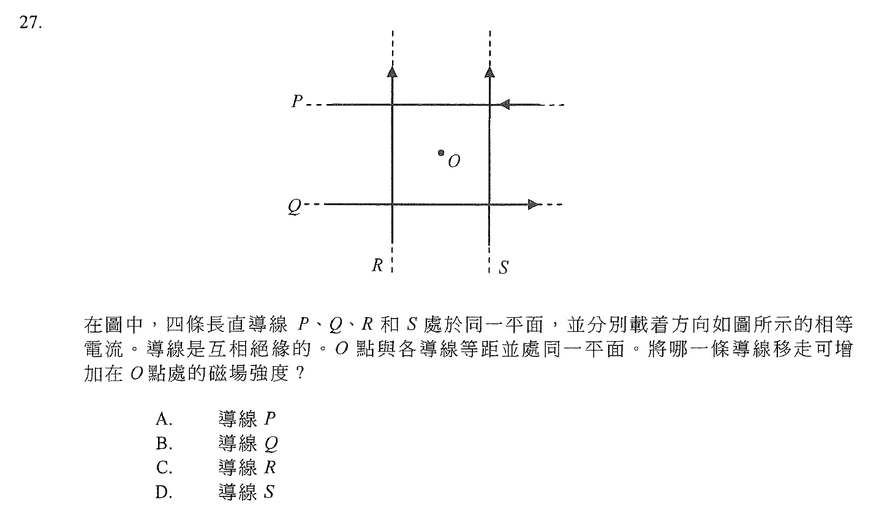 27.
P
O
Q
R
S
在圖中，四條長直導線 P、Q、R 和 S 處於同一平面，並分別載着方向如圖所示的相等
電流。導線是互相絕緣的。O 點與各導線等距並處同一平面。將哪一條導線移走可增
加在 O 點處的磁場強度？
A. 導線 P
B. 導線 Q
C. 導線 R
D. 導線 S